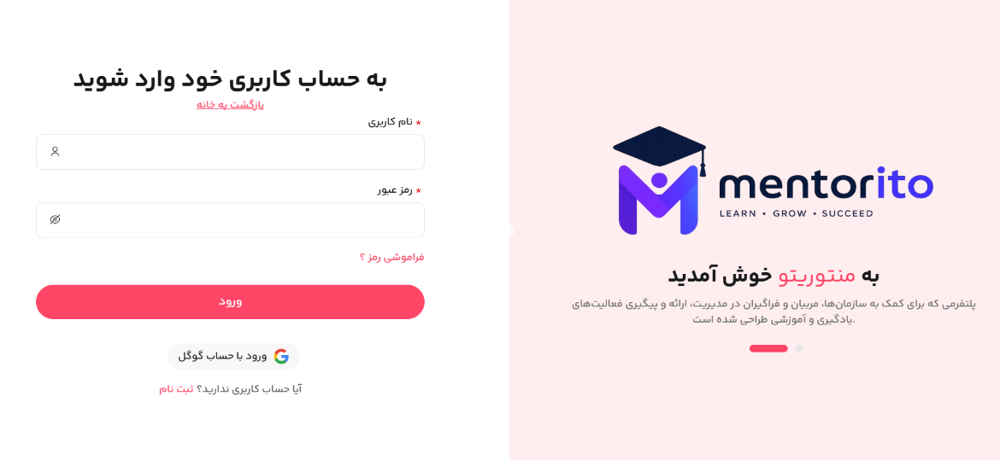 به حساب کاربری خود وارد شوید
بازگشت به خانه
* نام کاربری
* رمز عبور
فراموشی رمز ؟
ورود
ورود با حساب گوگل
آیا حساب کاربری ندارید؟ ثبت نام
mentorito
LEARN • GROW • SUCCEED
به منتوریتو خوش آمدید
پلتفرمی که برای کمک به سازمان‌ها، مربیان و فراگیران در مدیریت، ارائه و پیگیری فعالیت‌های
یادگیری و آموزشی طراحی شده است.